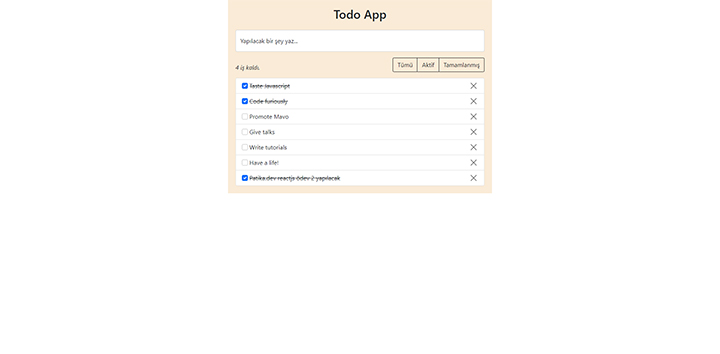 Todo App
Yapılacak bir şey yaz...
4 iş kaldı.
Tümü Aktif Tamamlanmış
Taste Javascript
Code furiously
Promote Mavo
Give talks
Write tutorials
Have a life!
Patika.dev reactjs ödev 2 yapılacak